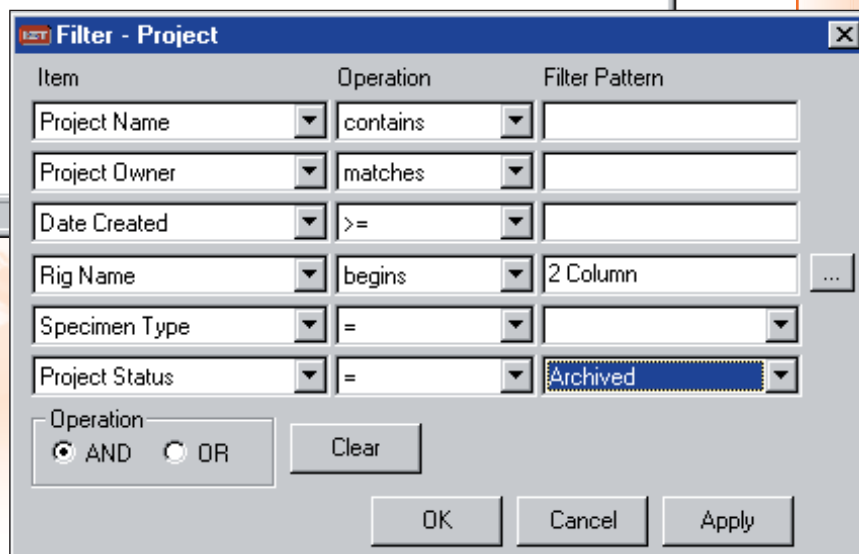 IST Filter - Project
Item Operation Filter Pattern
Project Name contains
Project Owner matches
Date Created >=
Rig Name begins 2 Column ...
Specimen Type =
Project Status = Archived
Operation
AND OR Clear
OK Cancel Apply